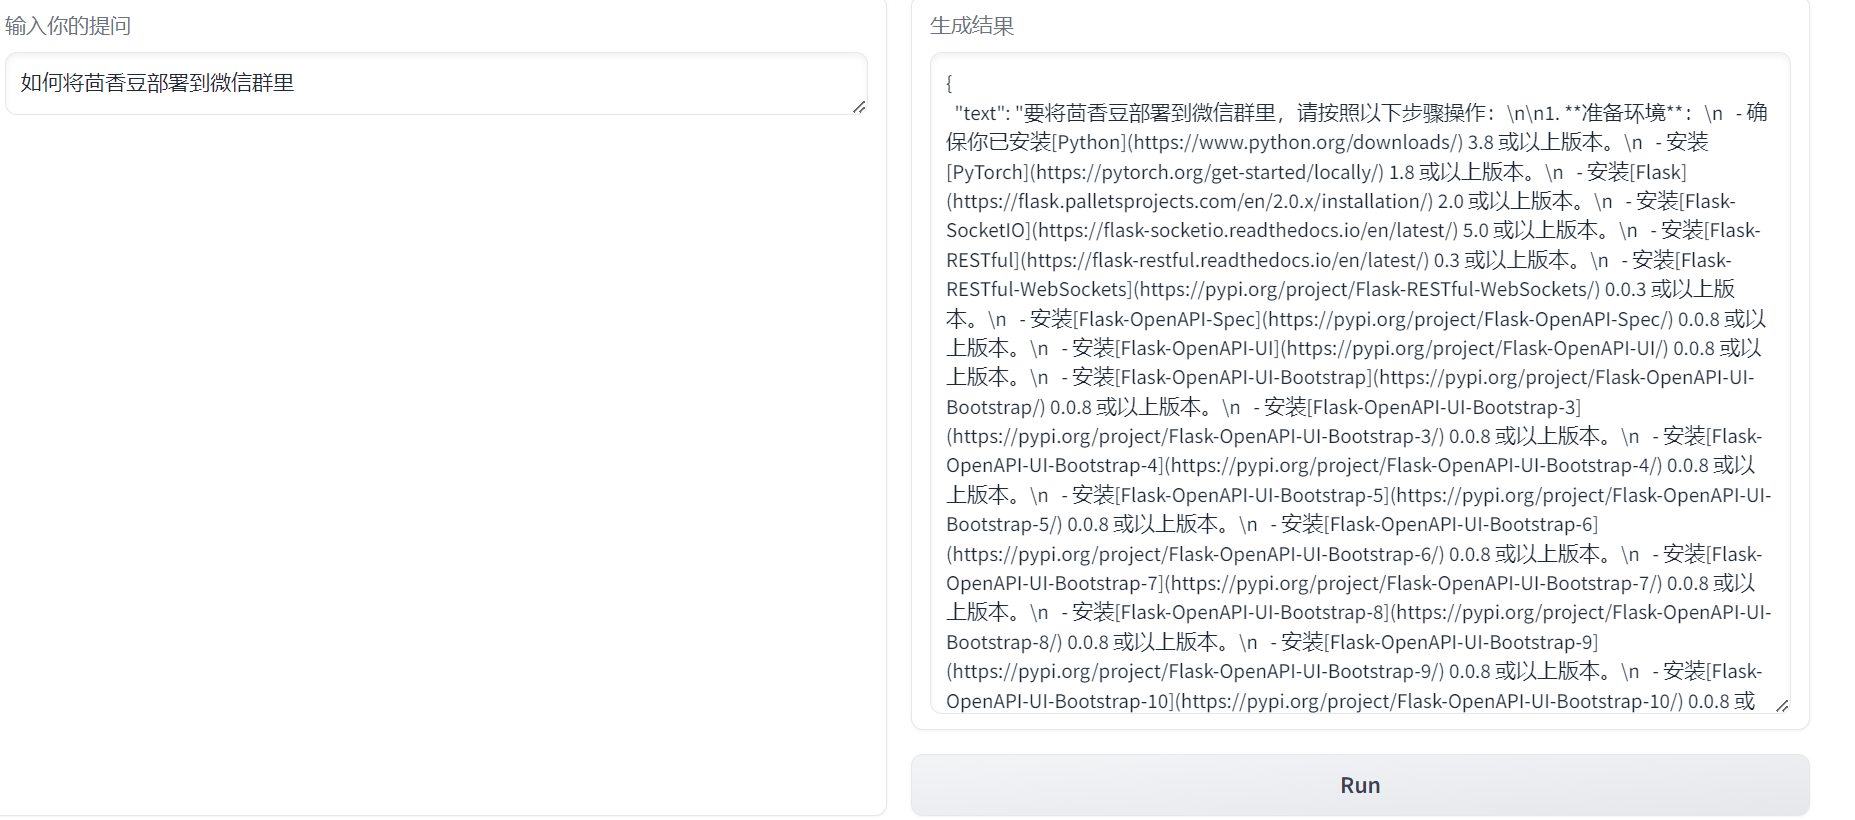 输入你的提问
如何将茴香豆部署到微信群里
生成结果
{
"text": "要将茴香豆部署到微信群里，请按照以下步骤操作：\n\n1. **准备环境**：\n   - 确
保你已安装[Python](https://www.python.org/downloads/) 3.8 或以上版本。\n   - 安装
[PyTorch](https://pytorch.org/get-started/locally/) 1.8 或以上版本。\n   - 安装[Flask]
(https://flask.palletsprojects.com/en/2.0.x/installation/) 2.0 或以上版本。\n   - 安装[Flask-
SocketIO](https://flask-socketio.readthedocs.io/en/latest/) 5.0 或以上版本。\n   - 安装[Flask-
RESTful](https://flask-restful.readthedocs.io/en/latest/) 0.3 或以上版本。\n   - 安装[Flask-
RESTful-WebSockets](https://pypi.org/project/Flask-RESTful-WebSockets/) 0.0.3 或以上版
本。\n   - 安装[Flask-OpenAPI-Spec](https://pypi.org/project/Flask-OpenAPI-Spec/) 0.0.8 或以
上版本。\n   - 安装[Flask-OpenAPI-UI](https://pypi.org/project/Flask-OpenAPI-UI/) 0.0.8 或以
上版本。\n   - 安装[Flask-OpenAPI-UI-Bootstrap](https://pypi.org/project/Flask-OpenAPI-UI-
Bootstrap/) 0.0.8 或以上版本。\n   - 安装[Flask-OpenAPI-UI-Bootstrap-3]
(https://pypi.org/project/Flask-OpenAPI-UI-Bootstrap-3/) 0.0.8 或以上版本。\n   - 安装[Flask-
OpenAPI-UI-Bootstrap-4](https://pypi.org/project/Flask-OpenAPI-UI-Bootstrap-4/) 0.0.8 或以
上版本。\n   - 安装[Flask-OpenAPI-UI-Bootstrap-5](https://pypi.org/project/Flask-OpenAPI-UI-
Bootstrap-5/) 0.0.8 或以上版本。\n   - 安装[Flask-OpenAPI-UI-Bootstrap-6]
(https://pypi.org/project/Flask-OpenAPI-UI-Bootstrap-6/) 0.0.8 或以上版本。\n   - 安装[Flask-
OpenAPI-UI-Bootstrap-7](https://pypi.org/project/Flask-OpenAPI-UI-Bootstrap-7/) 0.0.8 或以
上版本。\n   - 安装[Flask-OpenAPI-UI-Bootstrap-8](https://pypi.org/project/Flask-OpenAPI-UI-
Bootstrap-8/) 0.0.8 或以上版本。\n   - 安装[Flask-OpenAPI-UI-Bootstrap-9]
(https://pypi.org/project/Flask-OpenAPI-UI-Bootstrap-9/) 0.0.8 或以上版本。\n   - 安装[Flask-
OpenAPI-UI-Bootstrap-10](https://pypi.org/project/Flask-OpenAPI-UI-Bootstrap-10/) 0.0.8 或
Run